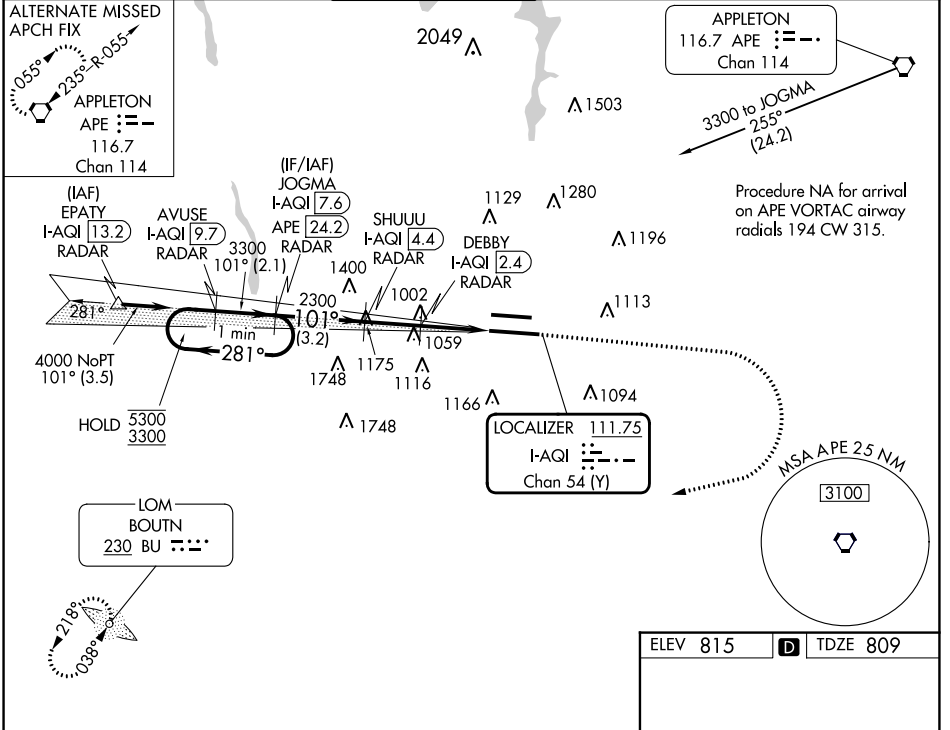 ALTERNATE MISSED
APCH FIX
055°
235°
R-055
APPLETON
APE
116.7
Chan 114
2049
1503
APPLETON
116.7 APE
Chan 114
3300 to JOGMA
255°
(24.2)
Procedure NA for arrival
on APE VORTAC airway
radials 194 CW 315.
(IAF)
EPATY
I-AQI 13.2
RADAR
AVUSE
I-AQI 9.7
RADAR
(IF/IAF)
JOGMA
I-AQI 7.6
APE 24.2
RADAR
SHUUU
I-AQI 4.4
RADAR
DEBBY
I-AQI 2.4
RADAR
1129
1280
1196
1113
3300
101° (2.1)
1400
1002
2300
101°
(3.2)
281°
1 min
281°
4000 NoPT
101° (3.5)
HOLD 5300
3300
1059
1175
1116
1748
1748
1166
1094
LOCALIZER 111.75
I-AQI
Chan 54 (Y)
MSA APE 25 NM
3100
LOM
BOUTN
230 BU
218°
038°
ELEV 815 D TDZE 809